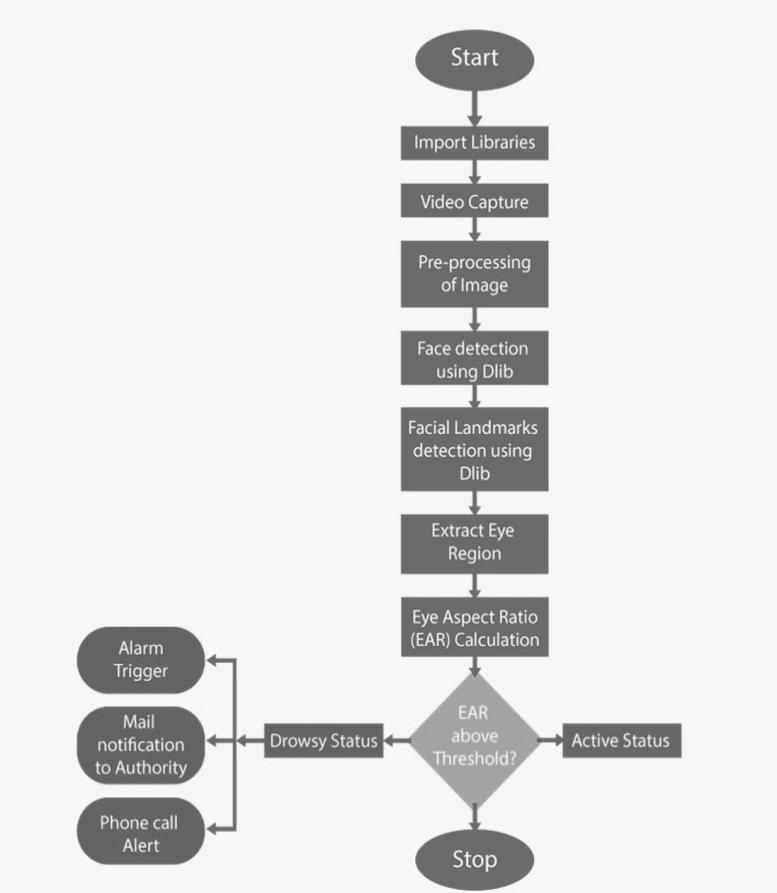 Start
Import Libraries
Video Capture
Pre-processing
of Image
Face detection
using Dlib
Facial Landmarks
detection using
Dlib
Extract Eye
Region
Eye Aspect Ratio
(EAR) Calculation
EAR
above
Threshold?
Active Status
Drowsy Status
Alarm
Trigger
Mail
notification
to Authority
Phone call
Alert
Stop